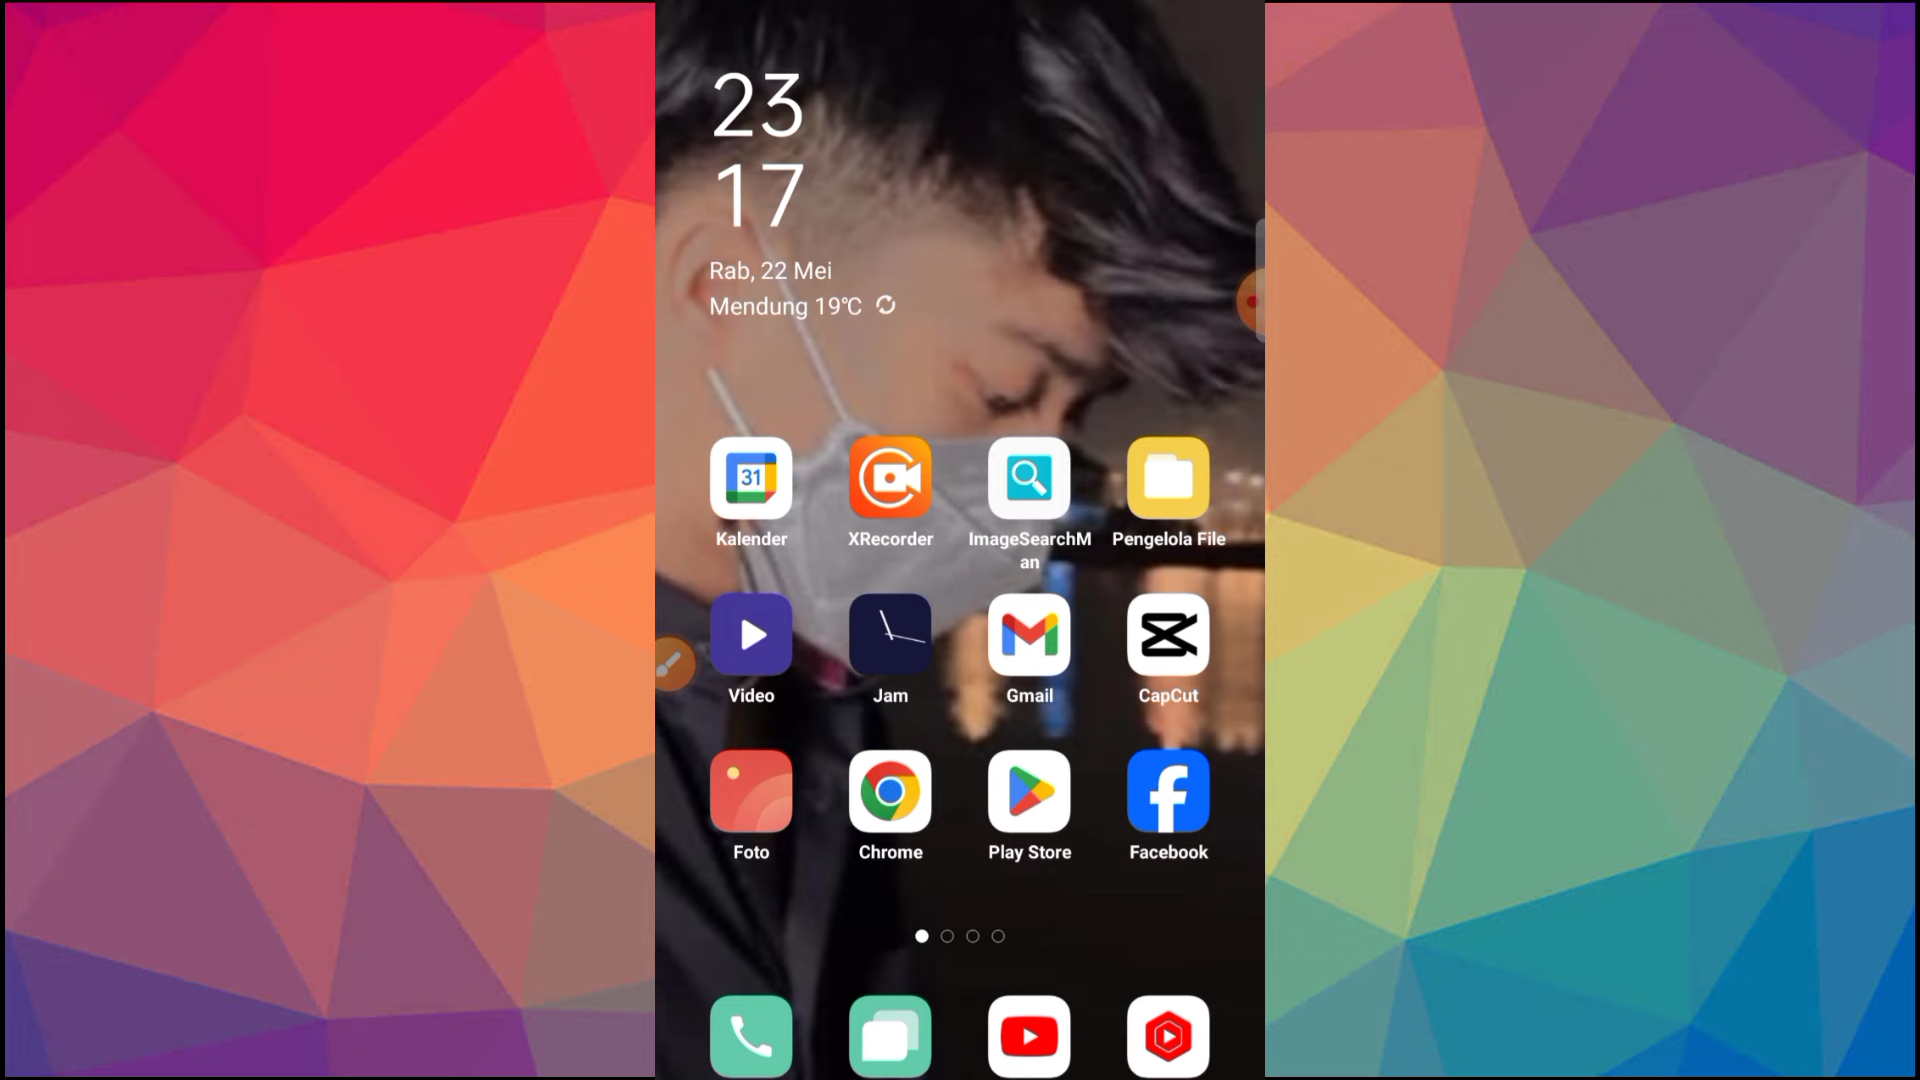 23
17
Rab, 22 Mei
Mendung 19℃
31
Kalender
XRecorder
ImageSearchM
an
Pengelola File
Video
Jam
Gmail
CapCut
Foto
Chrome
Play Store
Facebook